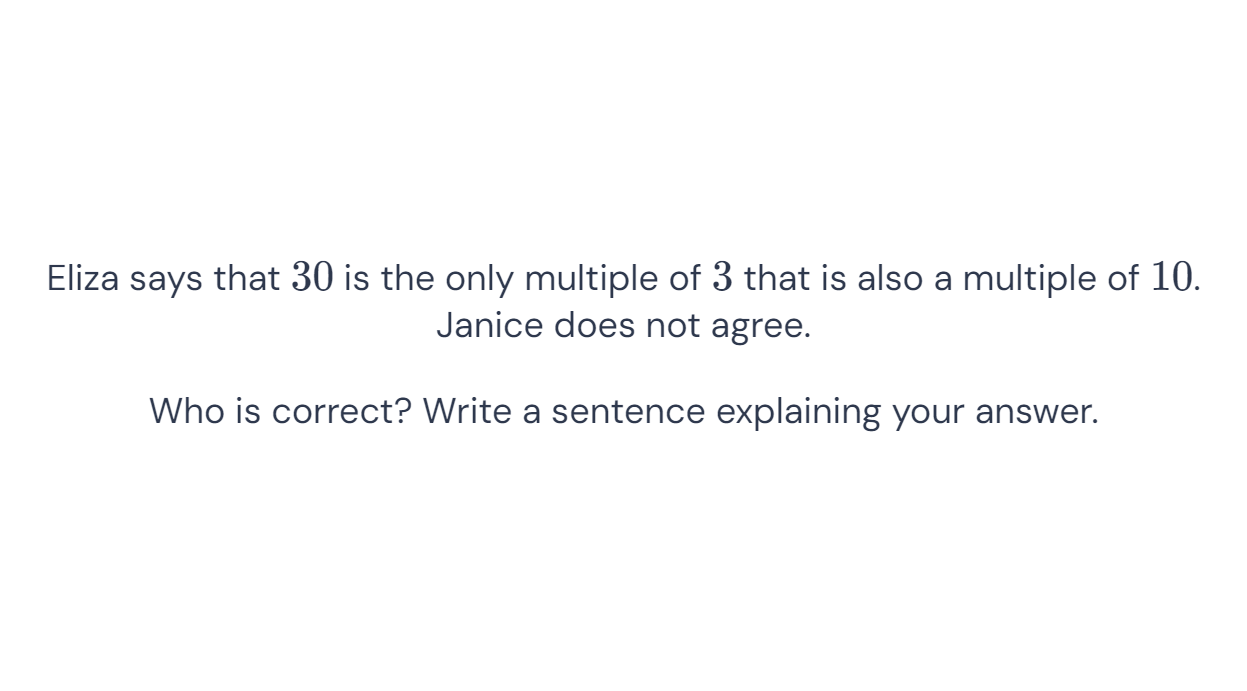 Eliza says that 30 is the only multiple of 3 that is also a multiple of 10.
Janice does not agree.
Who is correct? Write a sentence explaining your answer.